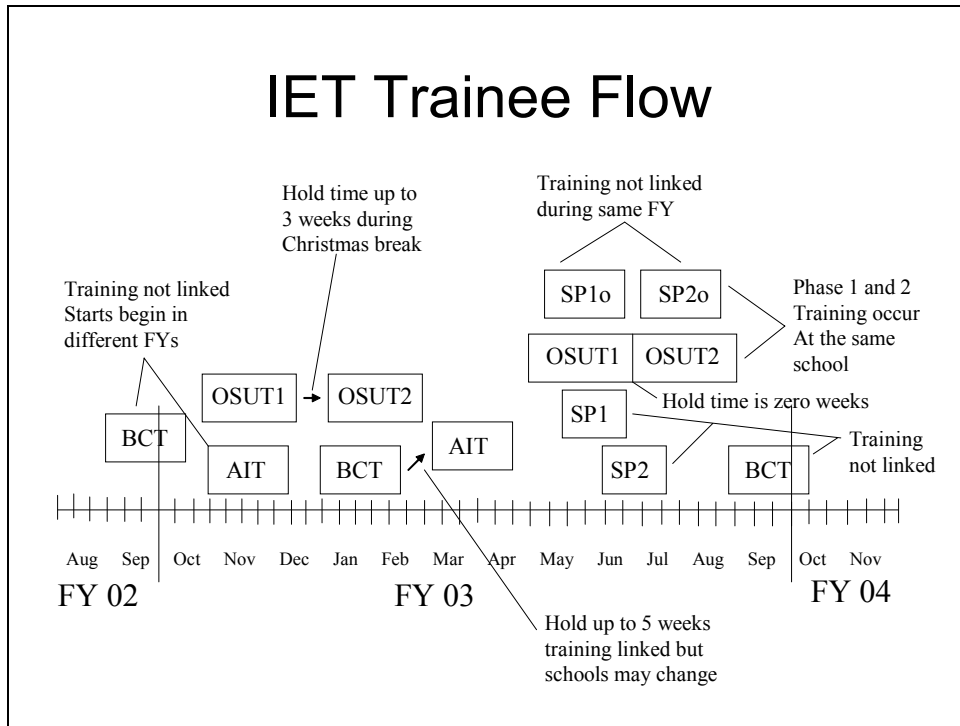 IET Trainee Flow
Hold time up to
3 weeks during
Christmas break
Training not linked
during same FY
Training not linked
Starts begin in
different FYs
SP1o
SP2o
Phase 1 and 2
Training occur
At the same
school
OSUT1
OSUT2
OSUT1
OSUT2
Hold time is zero weeks
BCT
SP1
AIT
Training
not linked
AIT
BCT
SP2
BCT
Aug Sep Oct Nov Dec Jan Feb Mar Apr May Jun Jul Aug Sep Oct Nov
FY 02
FY 03
FY 04
Hold up to 5 weeks
training linked but
schools may change